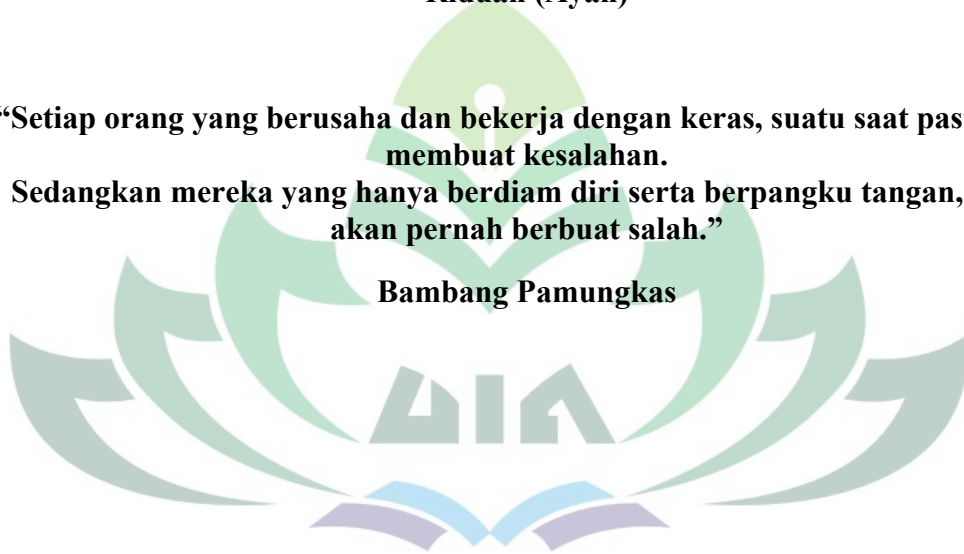 (Ayah)
“Setiap orang yang berusaha dan bekerja dengan keras, suatu saat pas
membuat kesalahan.
Sedangkan mereka yang hanya berdiam diri serta berpangku tangan,
akan pernah berbuat salah.”
Bambang Pamungkas
UIN